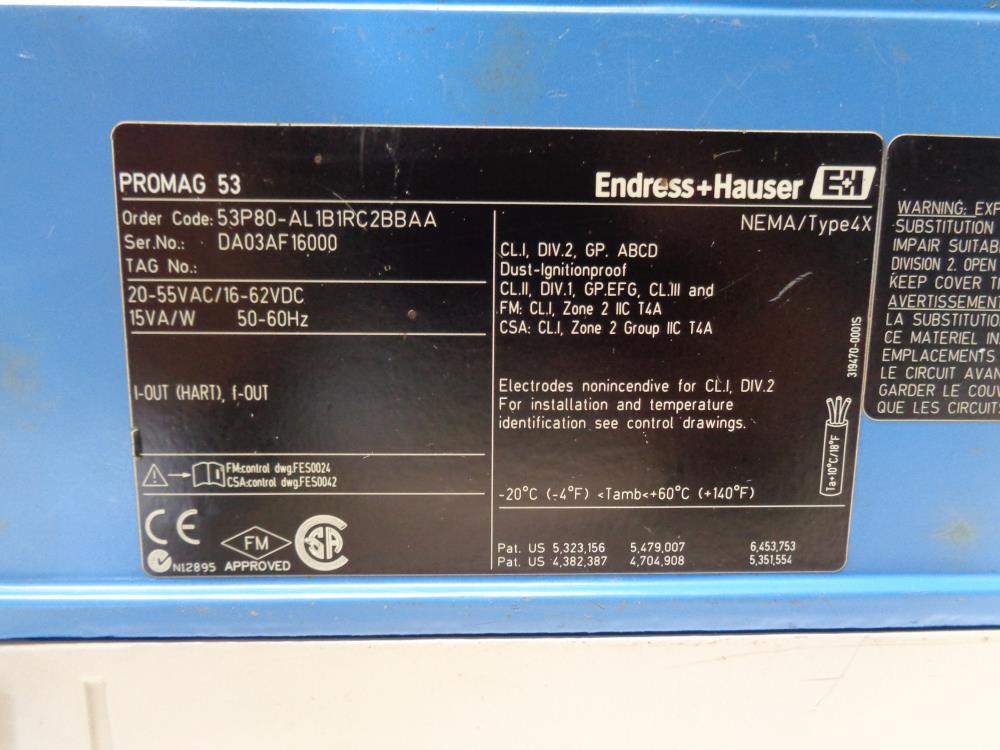 PROMAG 53
Endress+Hauser E+H
Order Code: 53P80-AL1B1RC2BBAA
Ser.No.: DA03AF16000
TAG No.:
20-55VAC/16-62VDC
15VA/W 50-60Hz
I-OUT (HART), f-OUT
FM:control dwg.FES0024
CSA:control dwg.FES0042
CE
FM
SA
N12895 APPROVED
NEMA/Type4X
CL.I, DIV.2, GP. ABCD
Dust-Ignitionproof
CL.II, DIV.1, GP.EFG, CL.III and
FM: CL.I, Zone 2 IIC T4A
CSA: CL.I, Zone 2 Group IIC T4A
Electrodes nonincendive for CL.I, DIV.2
For installation and temperature
identification see control drawings.
-20°C (-4°F) <Tamb<+60°C (+140°F)
Ta+10°C/18°F
319470-0001S
Pat. US 5,323,156 5,479,007 6,453,753
Pat. US 4,382,387 4,704,908 5,351,554
WARNING: EXP
SUBSTITUTION
IMPAIR SUITAB
DIVISION 2. OPEN
KEEP COVER T
AVERTISSEMENT
LA SUBSTITUTIO
CE MATERIEL IN
EMPLACEMENTS
LE CIRCUIT AVAN
GARDER LE COUV
QUE LES CIRCUIT